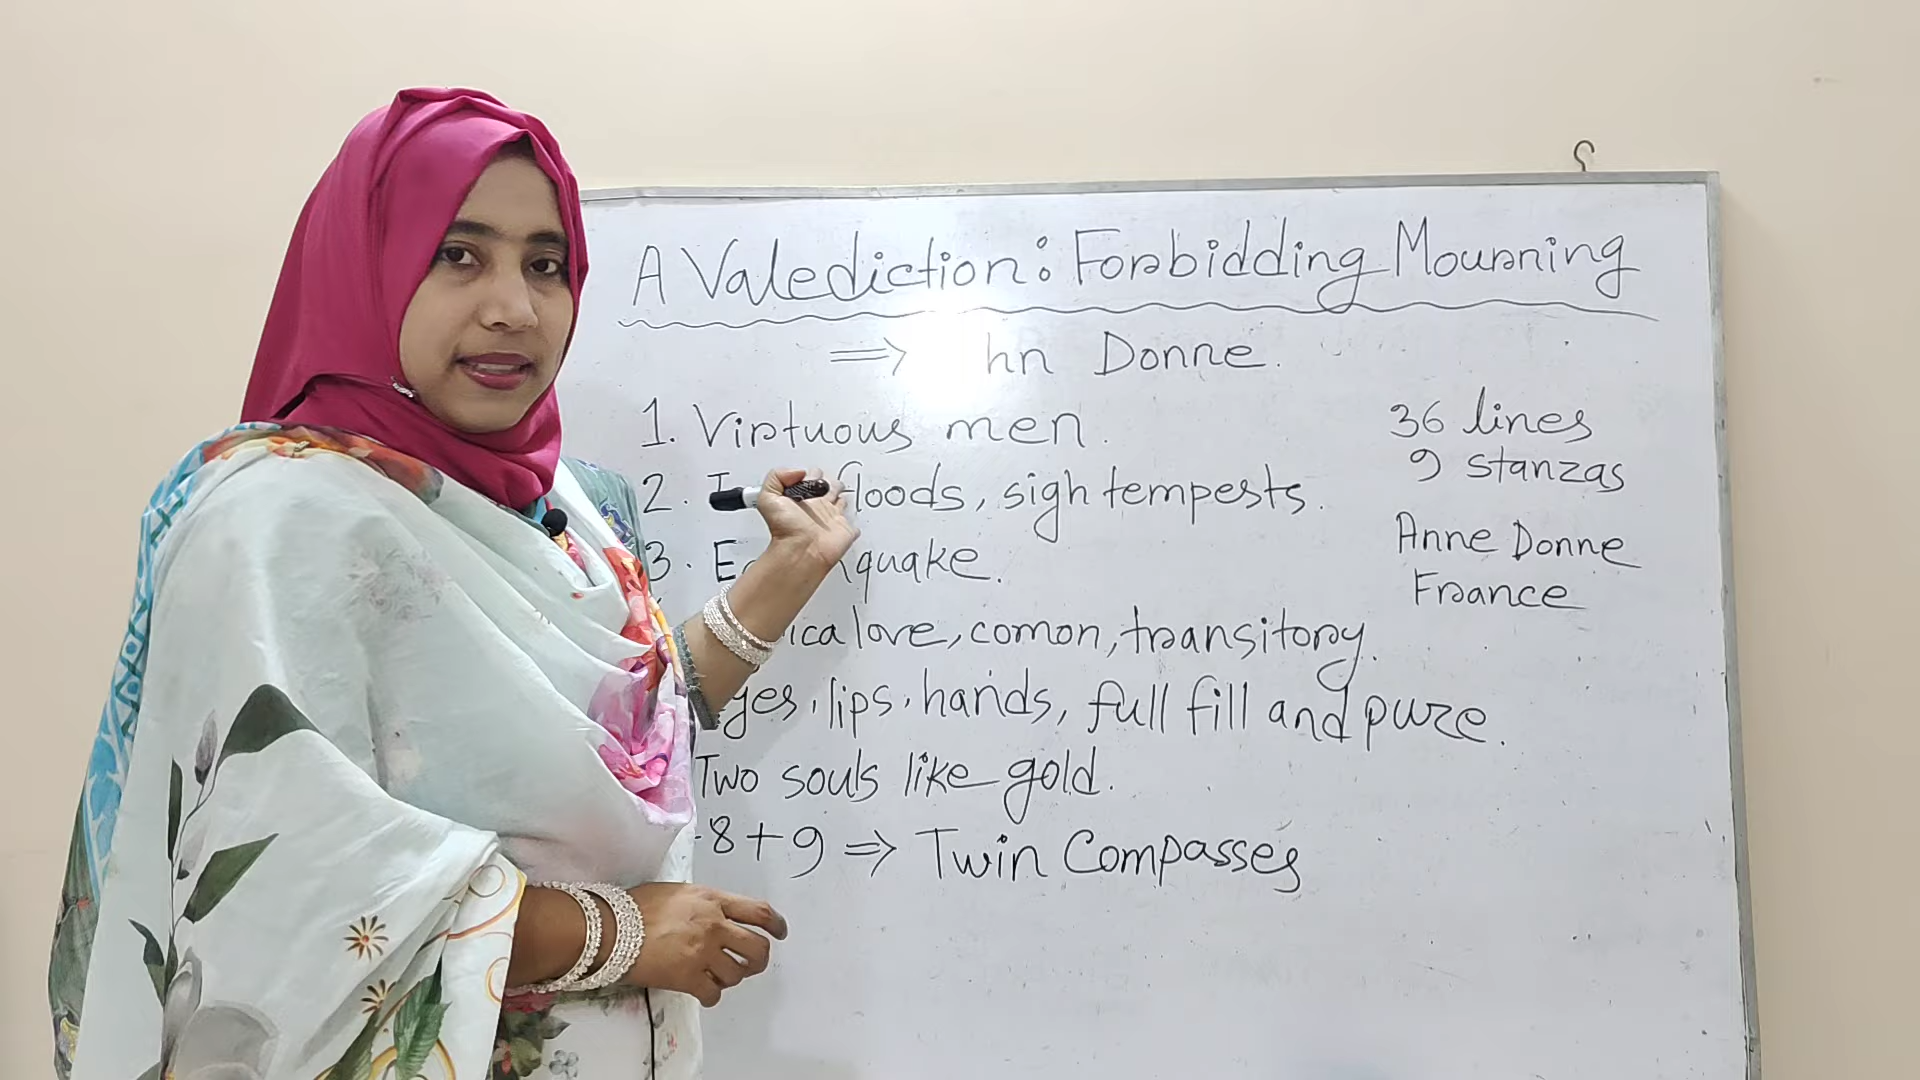 A Valediction: Forbidding Mourning
⇒ hn Donne.
1. Virtuous men.
2. floods, sigh tempests.
3. quake.
love, comon, transitory.
lips, hands, full fill and pure.
Two souls like gold.
8+9 ⇒ Twin Compasses
36 lines
9 stanzas
Anne Donne
France